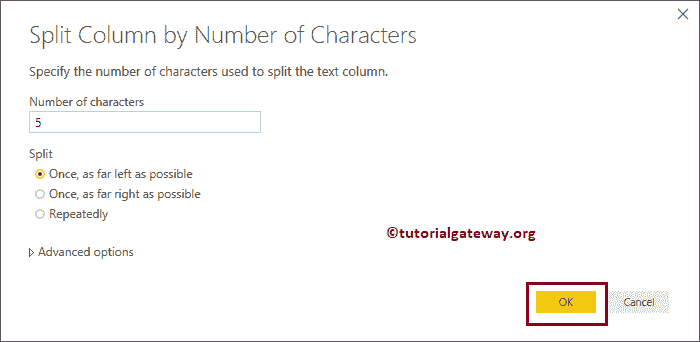 Split Column by Number of Characters
Specify the number of characters used to split the text column.
Number of characters
5
Split
Once, as far left as possible
Once, as far right as possible
Repeatedly
©tutorialgateway.org
Advanced options
OK
Cancel